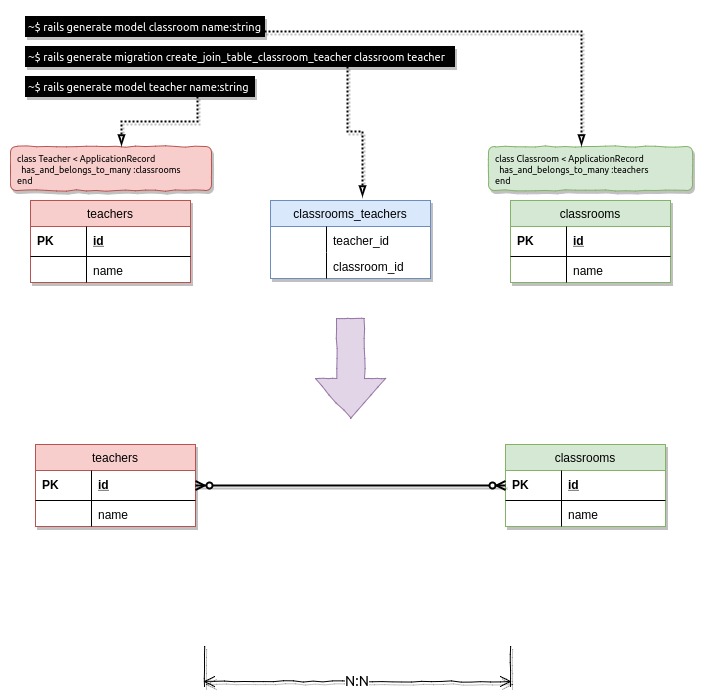 ~$ rails generate model classroom name:string
~$ rails generate migration create_join_table_classroom_teacher classroom teacher
~$ rails generate model teacher name:string
class Teacher < ApplicationRecord
has_and_belongs_to_many :classrooms
end
class Classroom < ApplicationRecord
has_and_belongs_to_many :teachers
end
teachers
PK id
name
classrooms_teachers
teacher_id
classroom_id
classrooms
PK id
name
teachers
PK id
name
classrooms
PK id
name
N:N